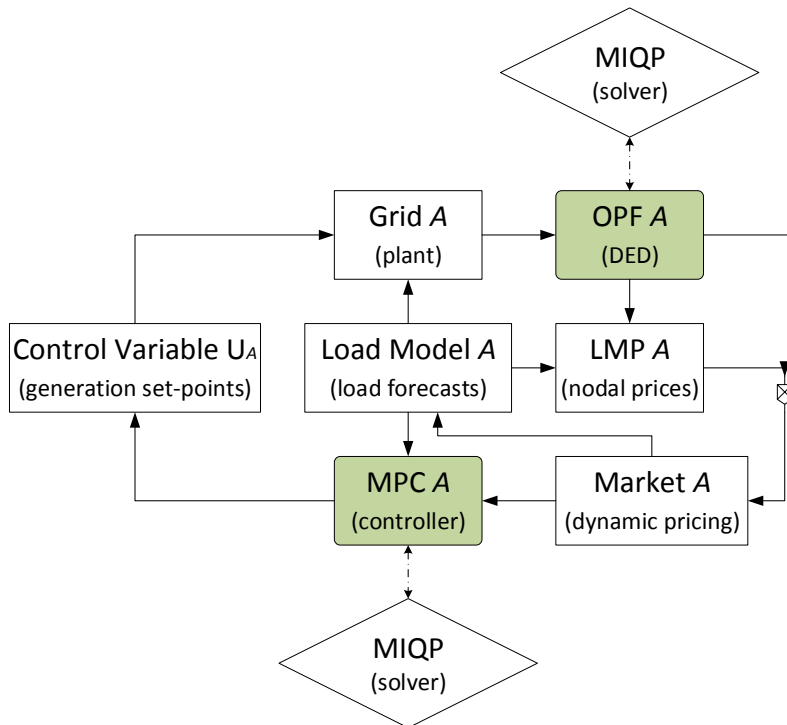 MIQP
(solver)
Grid A
(plant)
OPF A
(DED)
Control Variable UA
(generation set-points)
Load Model A
(load forecasts)
LMP A
(nodal prices)
MPC A
(controller)
Market A
(dynamic pricing)
MIQP
(solver)